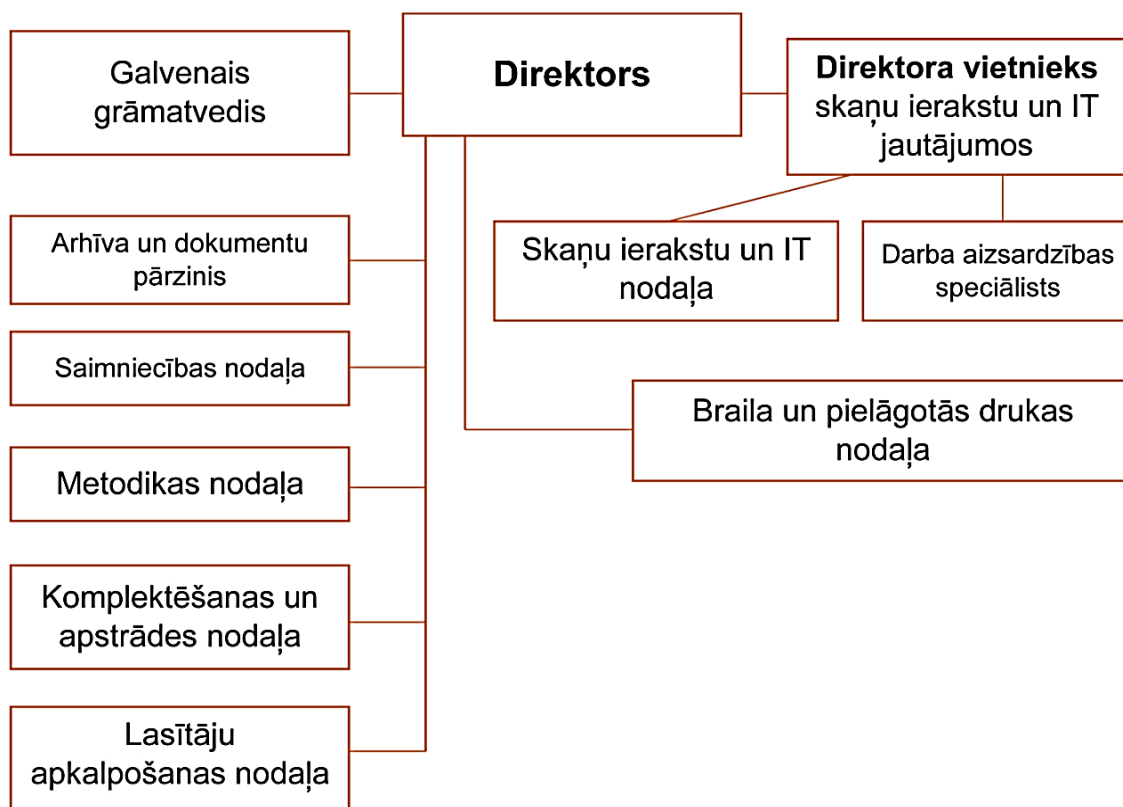 Galvenais
grāmatvedis
Direktors
Direktora vietnieks
skaņu ierakstu un IT
jautājumos
Arhīva un dokumentu
pārzinis
Skaņu ierakstu un IT
nodaļa
Darba aizsardzības
speciālists
Saimniecības nodaļa
Braila un pielāgotās drukas
nodaļa
Metodikas nodaļa
Komplektēšanas un
apstrādes nodaļa
Lasītāju
apkalpošanas nodaļa